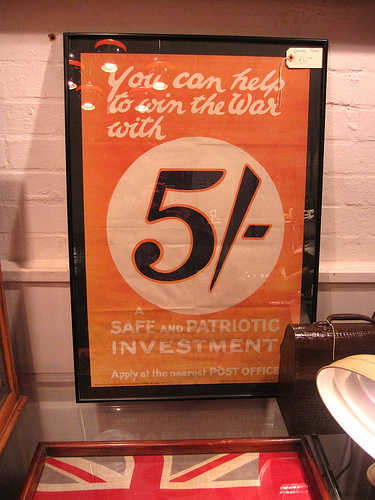 You can help
to win the War
with
5/-
A
SAFE AND PATRIOTIC
INVESTMENT
Apply at the nearest POST OFFICE